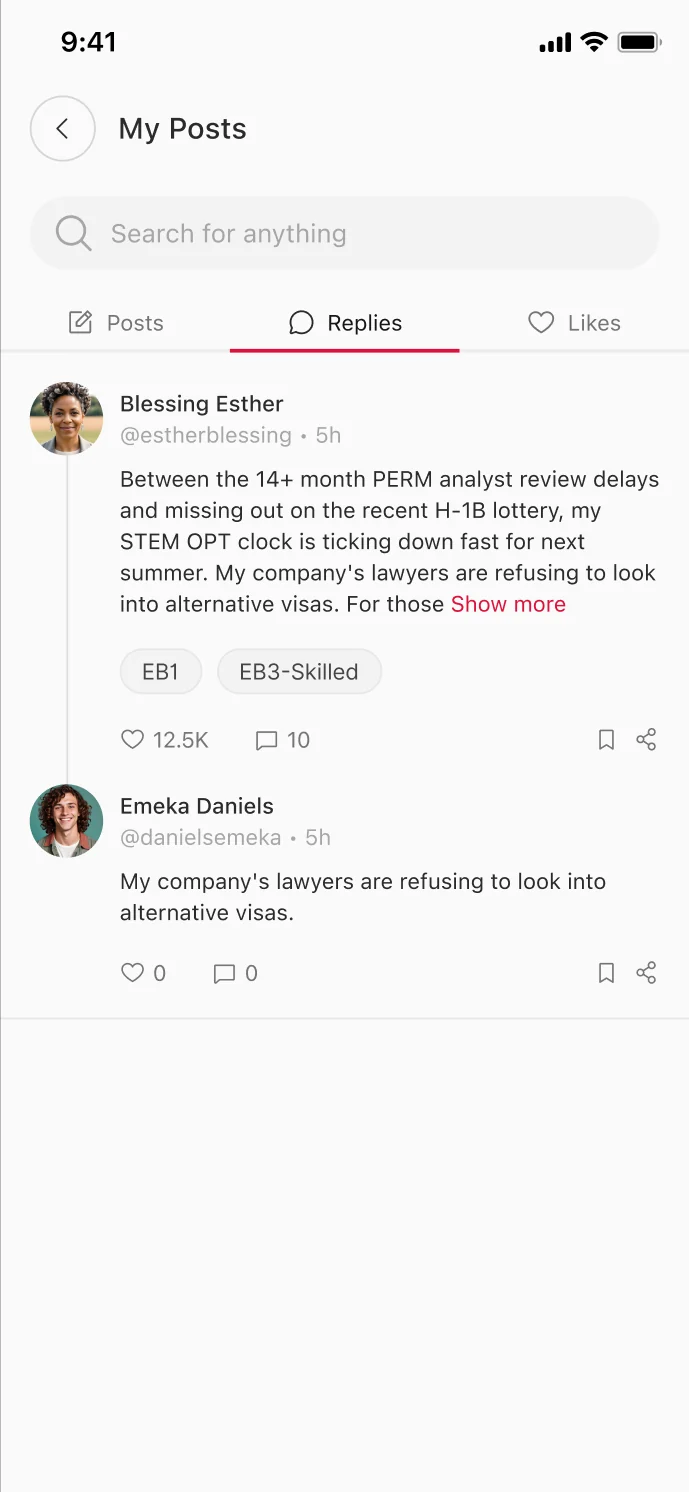 9:41
My Posts
Search for anything
Posts
Replies
Likes
Blessing Esther
@estherblessing • 5h
Between the 14+ month PERM analyst review delays
and missing out on the recent H-1B lottery, my
STEM OPT clock is ticking down fast for next
summer. My company's lawyers are refusing to look
into alternative visas. For those Show more
EB1
EB3-Skilled
12.5K
10
Emeka Daniels
@danielsemeka • 5h
My company's lawyers are refusing to look into
alternative visas.
0
0